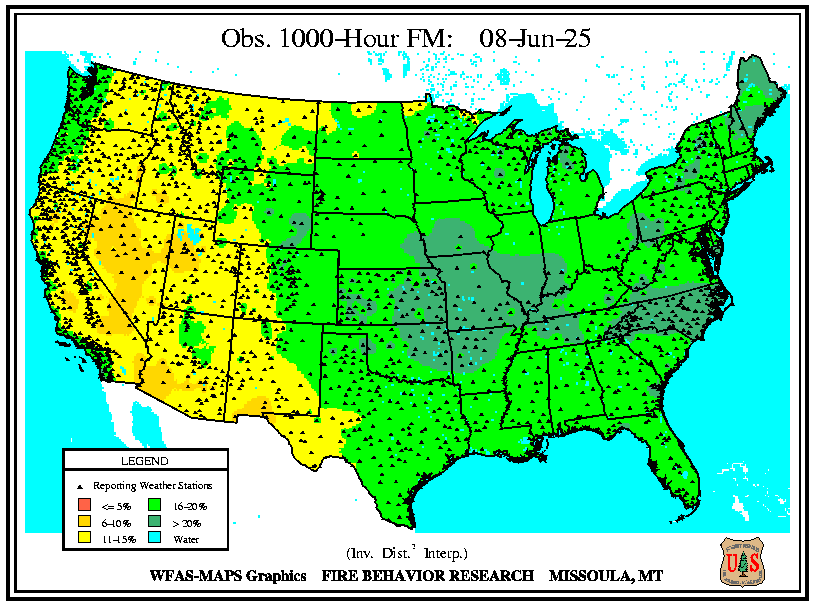 Obs. 1000-Hour FM: 08-Jun-25
LEGEND
Reporting Weather Stations
<= 5% 16-20%
6-10% > 20%
11-15% Water
(Inv. Dist.² Interp.)
WFAS-MAPS Graphics FIRE BEHAVIOR RESEARCH MISSOULA, MT
U S